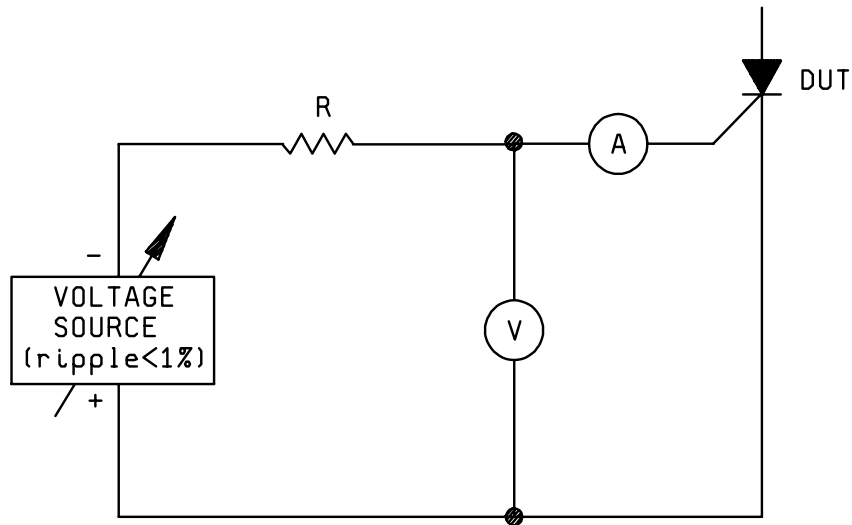 DUT
R
A
-
VOLTAGE
SOURCE
(ripple<1%)
V
+